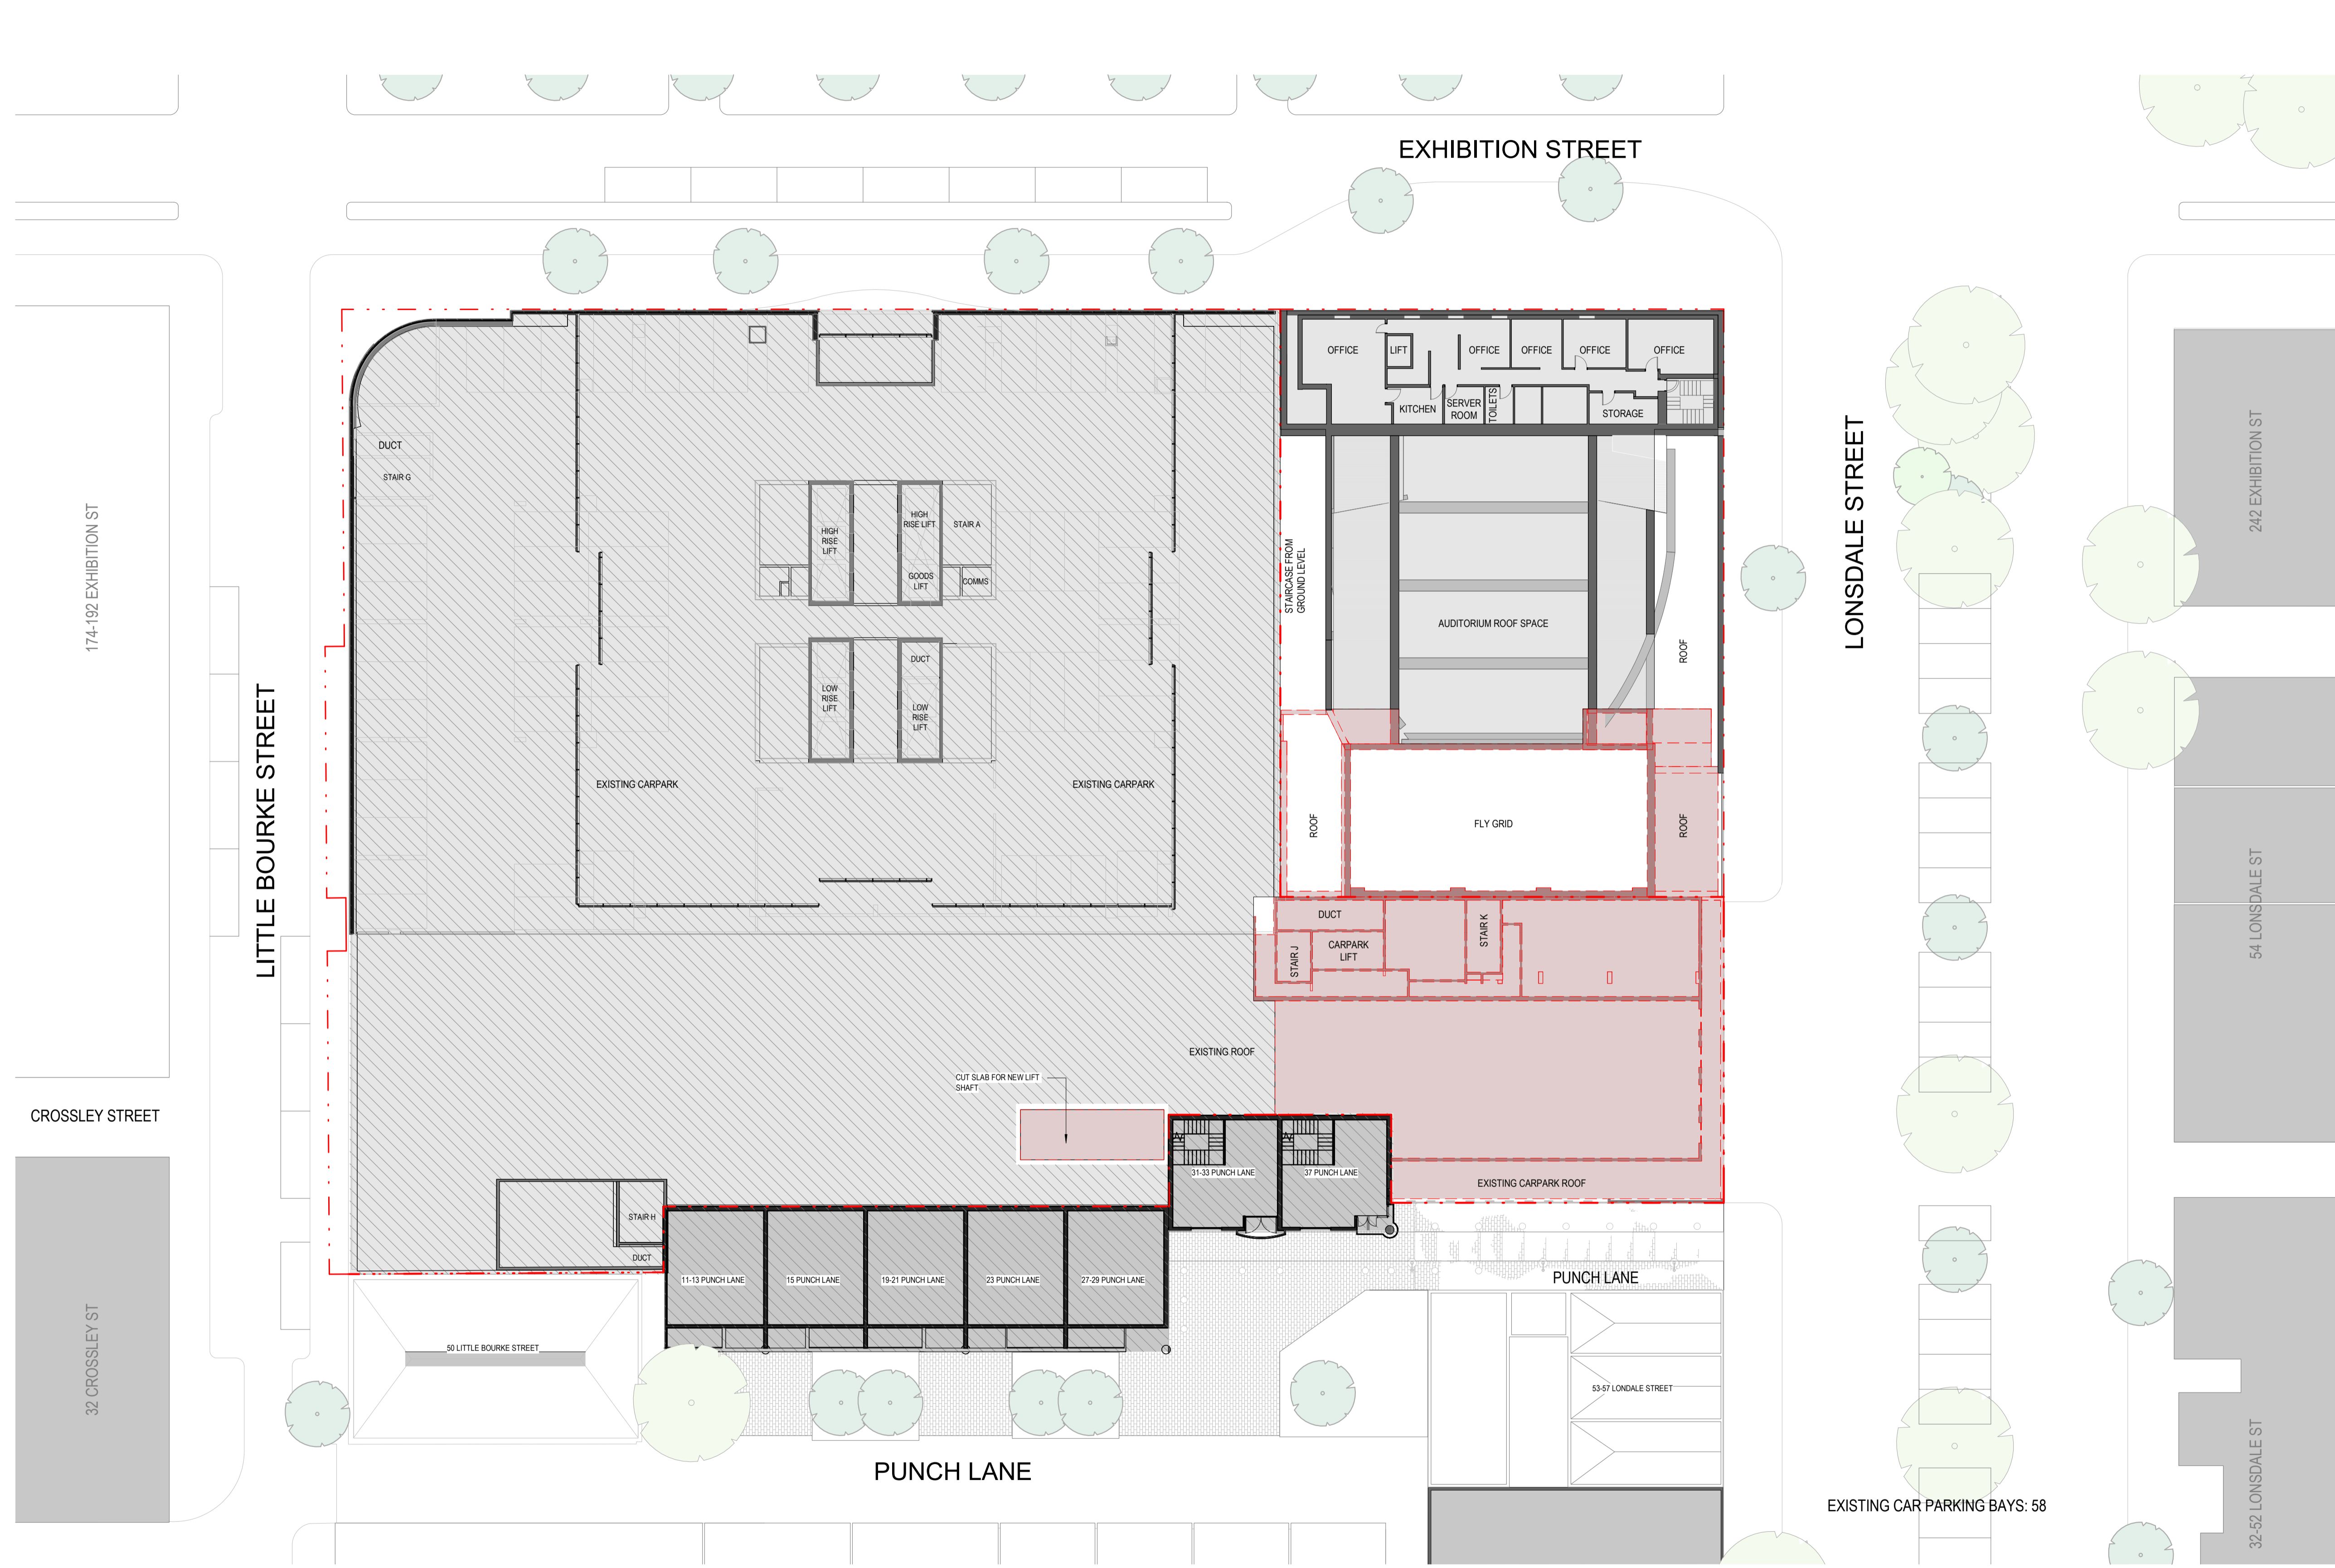 EXHIBITION STREET
OFFICE
LIFT
OFFICE
OFFICE
OFFICE
OFFICE
KITCHEN
SERVER
ROOM
TOILETS
STORAGE
DUCT
STAIR G
174-192 EXHIBITION ST
LITTLE BOURKE STREET
HIGH
RISE
LIFT
HIGH
RISE LIFT
STAIR A
GOODS
LIFT
COMMS
STAIRCASE FROM
GROUND LEVEL
AUDITORIUM ROOF SPACE
ROOF
LONSDALE STREET
242 EXHIBITION ST
LOW
RISE
LIFT
DUCT
LOW
RISE
LIFT
EXISTING CARPARK
EXISTING CARPARK
ROOF
FLY GRID
ROOF
54 LONSDALE ST
DUCT
STAIR J
CARPARK
LIFT
STAIR K
EXISTING ROOF
CUT SLAB FOR NEW LIFT
SHAFT
CROSSLEY STREET
31-33 PUNCH LANE
37 PUNCH LANE
EXISTING CARPARK ROOF
STAIR H
DUCT
11-13 PUNCH LANE
15 PUNCH LANE
19-21 PUNCH LANE
23 PUNCH LANE
27-29 PUNCH LANE
PUNCH LANE
32 CROSSLEY ST
50 LITTLE BOURKE STREET
53-57 LONDALE STREET
PUNCH LANE
EXISTING CAR PARKING BAYS: 58
32-52 LONSDALE ST